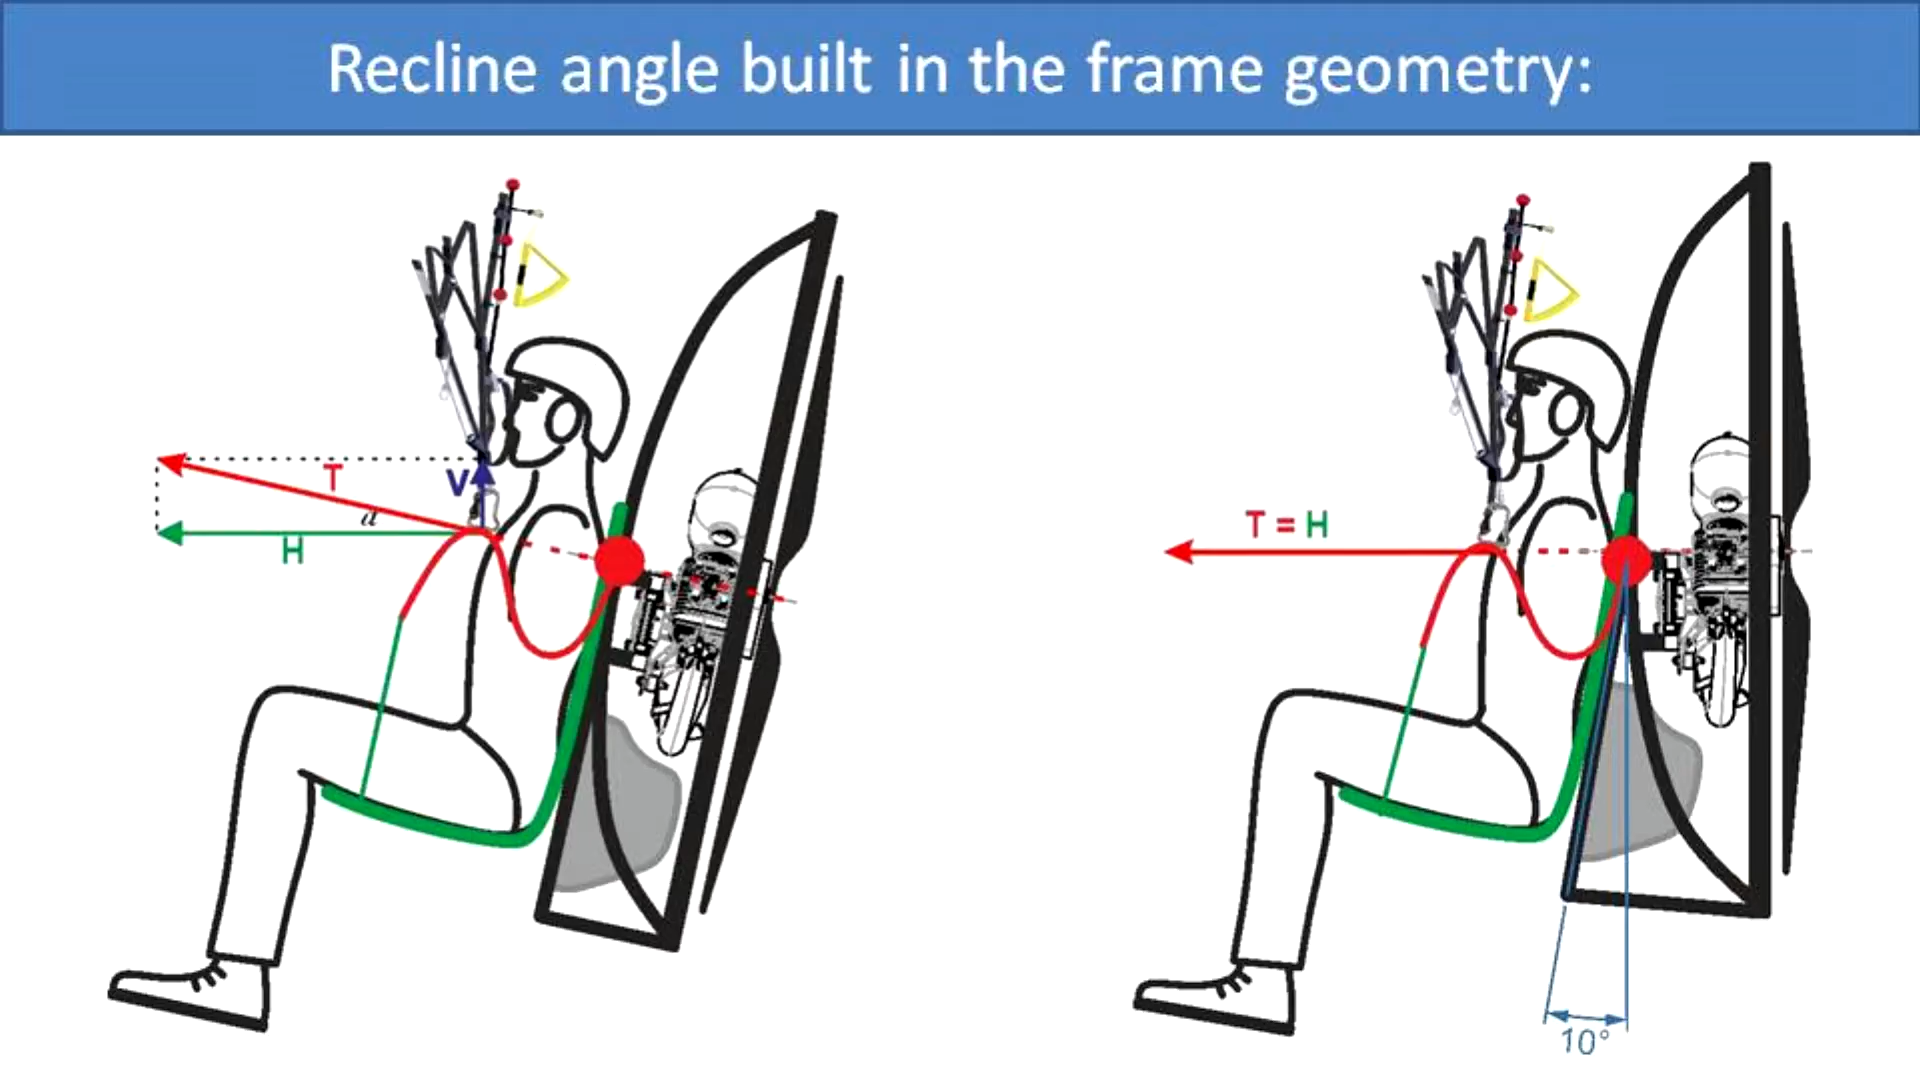 Recline angle built in the frame geometry:
T
V
α
H
T = H
10°